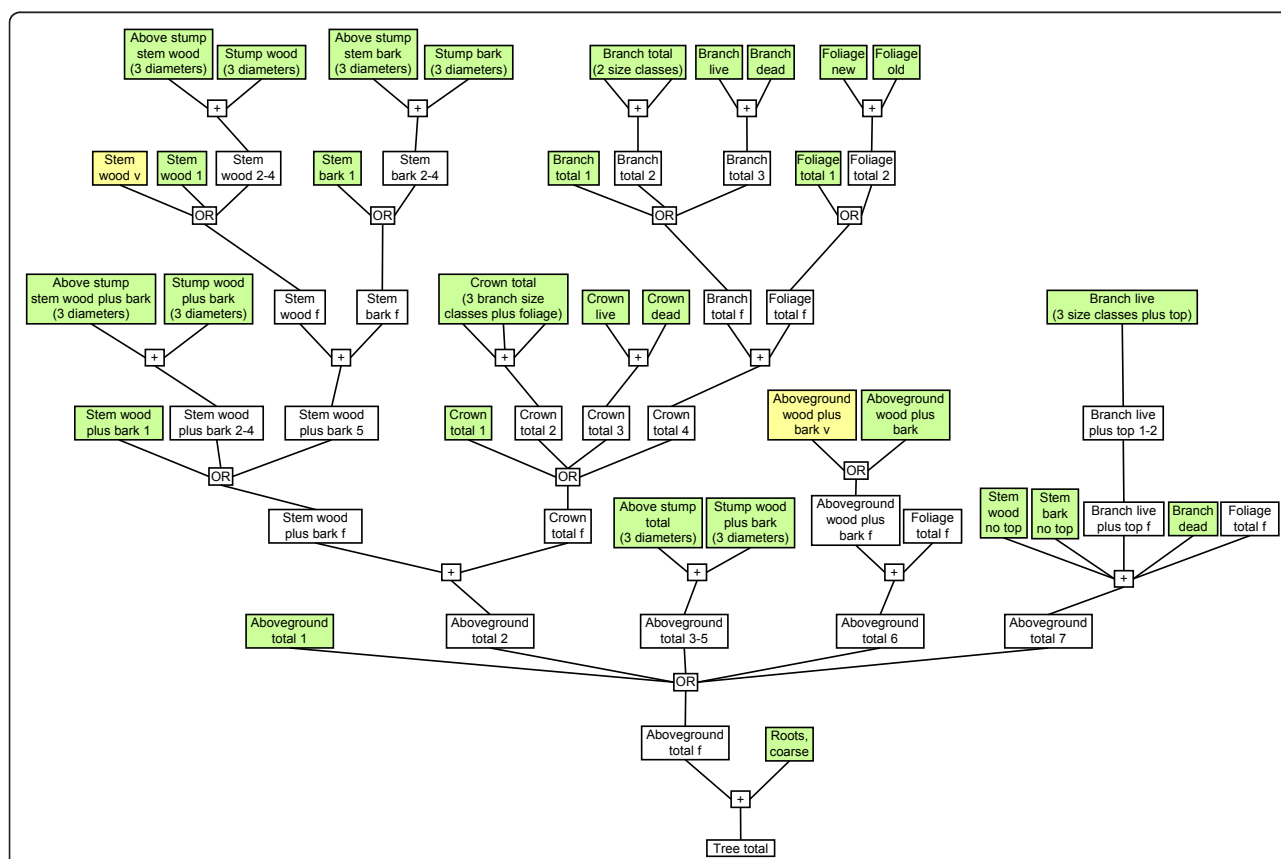 Above stump
stem wood
(3 diameters)
Stump wood
(3 diameters)
Above stump
stem bark
(3 diameters)
Stump bark
(3 diameters)
Branch total
(2 size classes)
Branch
live
Branch
dead
Foliage
new
Foliage
old
+
+
+
+
+
Stem
wood v
Stem
wood 1
Stem
wood 2-4
Stem
bark 1
Stem
bark 2-4
Branch
total 1
Branch
total 2
Branch
total 3
Foliage
total 1
Foliage
total 2
OR
OR
OR
OR
Above stump
stem wood plus bark
(3 diameters)
Stump wood
plus bark
(3 diameters)
Stem
wood f
Stem
bark f
Crown total
(3 branch size
classes plus foliage)
Crown
live
Crown
dead
Branch
total f
Foliage
total f
Branch live
(3 size classes plus top)
+
+
+
+
+
Stem wood
plus bark 1
Stem wood
plus bark 2-4
Stem wood
plus bark 5
Crown
total 1
Crown
total 2
Crown
total 3
Crown
total 4
Aboveground
wood plus
bark v
Aboveground
wood plus
bark
Branch live
plus top 1-2
OR
OR
OR
Stem wood
plus bark f
Crown
total f
Above stump
total
(3 diameters)
Stump wood
plus bark
(3 diameters)
Aboveground
wood plus
bark f
Foliage
total f
Stem
wood
no top
Stem
bark
no top
Branch live
plus top f
Branch
dead
Foliage
total f
+
+
+
+
Aboveground
total 1
Aboveground
total 2
Aboveground
total 3-5
Aboveground
total 6
Aboveground
total 7
OR
Aboveground
total f
Roots,
coarse
+
Tree total